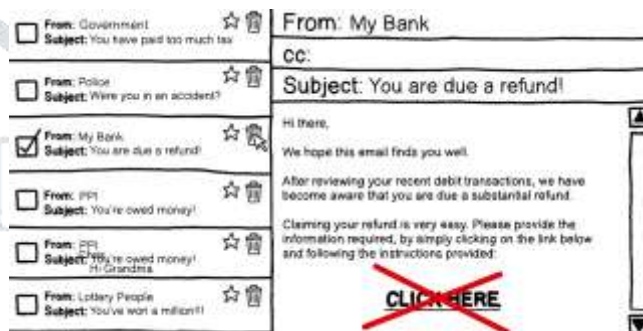 From: Government
Subject: You have paid too much tax
From: Police
Subject: Were you in an accident?
From: My Bank
Subject: You are due a refund!
From: PPI
Subject: You're owed money!
From: PPI
Subject: You're owed money!
Hi Grandma
From: Lottery People
Subject: You've won a million!!!
From: My Bank
cc:
Subject: You are due a refund!
Hi there,
We hope this email finds you well.
After reviewing your recent debit transactions, we have
become aware that you are due a substantial refund.
Claiming your refund is very easy. Please provide the
information required, by simply clicking on the link below
and following the instructions provided:
CLICK HERE